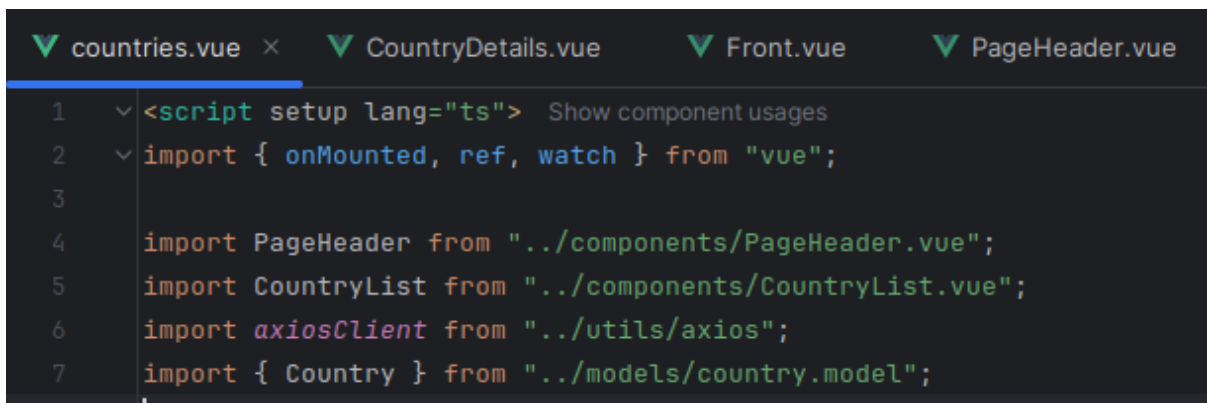 countries.vue × CountryDetails.vue Front.vue PageHeader.vue
1 <script setup lang="ts"> Show component usages
2 import { onMounted, ref, watch } from "vue";
3
4 import PageHeader from "../components/PageHeader.vue";
5 import CountryList from "../components/CountryList.vue";
6 import axiosClient from "../utils/axios";
7 import { Country } from "../models/country.model";